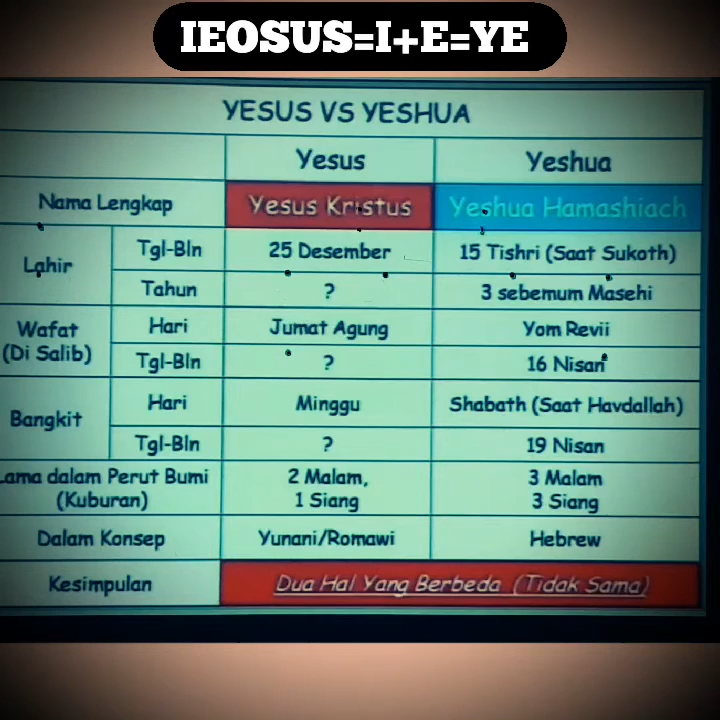 IEOSUS=I+E=YE
YESUS VS YESHUA
Yesus Yeshua
Nama Lengkap Yesus Kristus Yeshua Hamashiach
Lahir Tgl-Bln 25 Desember 15 Tishri (Saat Sukoth)
Tahun ? 3 sebemum Masehi
Wafat (Di Salib) Hari Jumat Agung Yom Revii
Tgl-Bln ? 16 Nisan
Bangkit Hari Minggu Shabath (Saat Havdallah)
Tgl-Bln ? 19 Nisan
Lama dalam Perut Bumi 2 Malam, 3 Malam
(Kuburan) 1 Siang 3 Siang
Dalam Konsep Yunani/Romawi Hebrew
Kesimpulan Dua Hal Yang Berbeda (Tidak Sama)